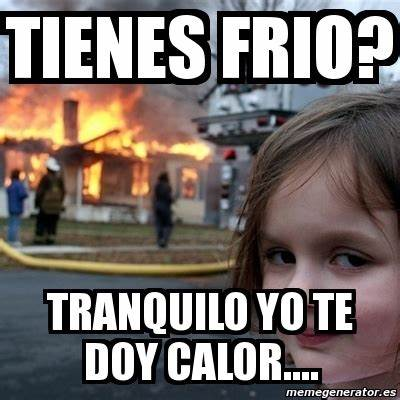 TIENES FRIO?
TRANQUILO YO TE
DOY CALOR....
memegenerator.es